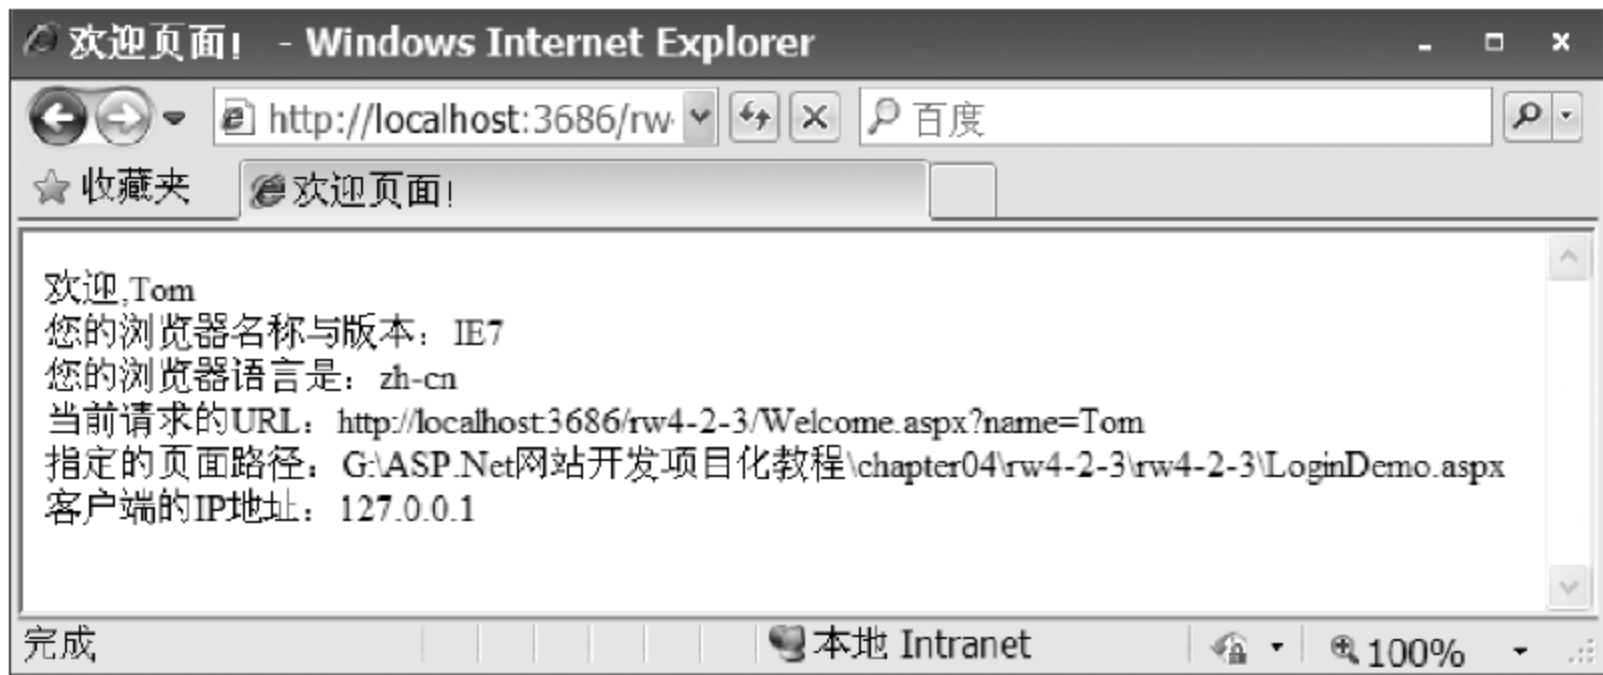 欢迎页面! - Windows Internet Explorer
http://localhost:3686/rw 百度
收藏夹 欢迎页面!
欢迎,Tom
您的浏览器名称与版本：IE7
您的浏览器语言是：zh-cn
当前请求的URL：http://localhost:3686/rw4-2-3/Welcome.aspx?name=Tom
指定的页面路径：G:\ASP.Net网站开发项目化教程\chapter04\rw4-2-3\rw4-2-3\LoginDemo.aspx
客户端的IP地址：127.0.0.1
完成 本地 Intranet 100%